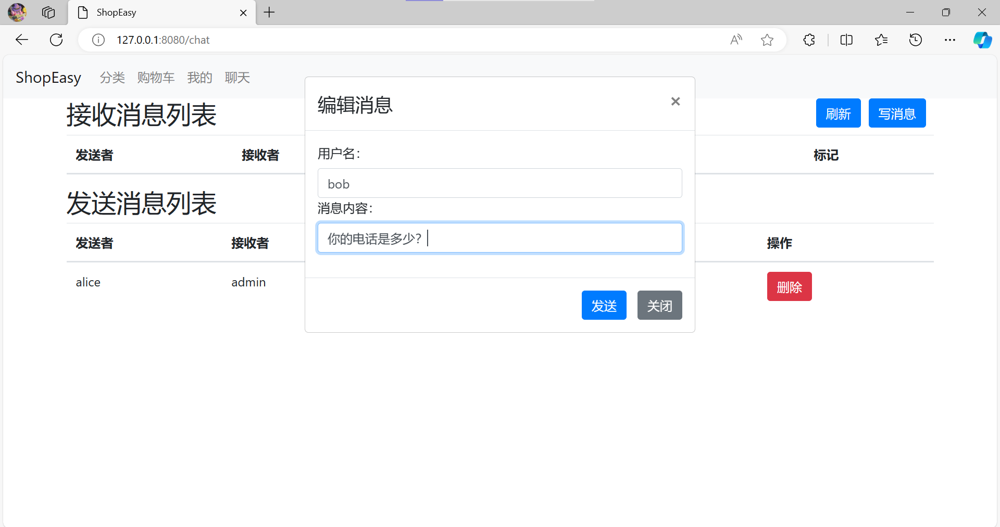 ShopEasy
127.0.0.1:8080/chat
ShopEasy 分类 购物车 我的 聊天
编辑消息 ×
接收消息列表 刷新 写消息
发送者 接收者 标记
用户名：
bob
消息内容：
你的电话是多少？
发送消息列表
发送者 接收者 操作
alice admin 删除
发送 关闭